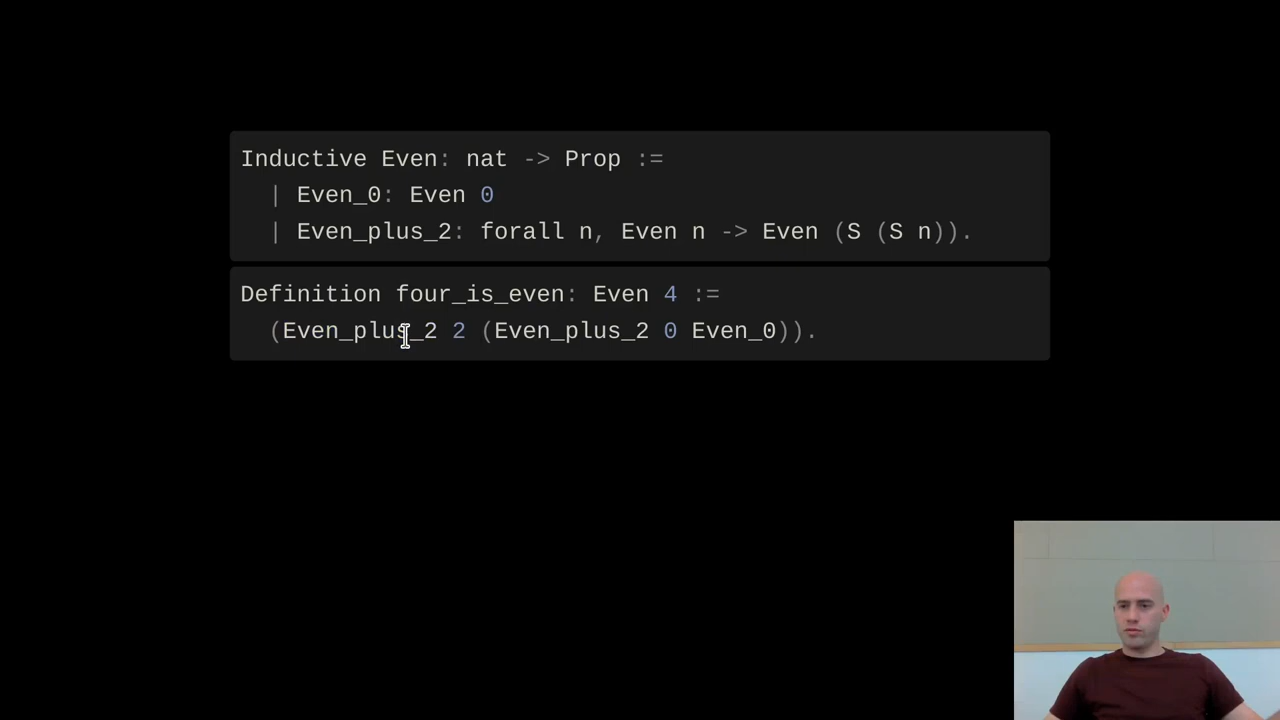 Inductive Even: nat -> Prop :=
| Even_0: Even 0
| Even_plus_2: forall n, Even n -> Even (S (S n)).
Definition four_is_even: Even 4 :=
(Even_plus_2 2 (Even_plus_2 0 Even_0)).